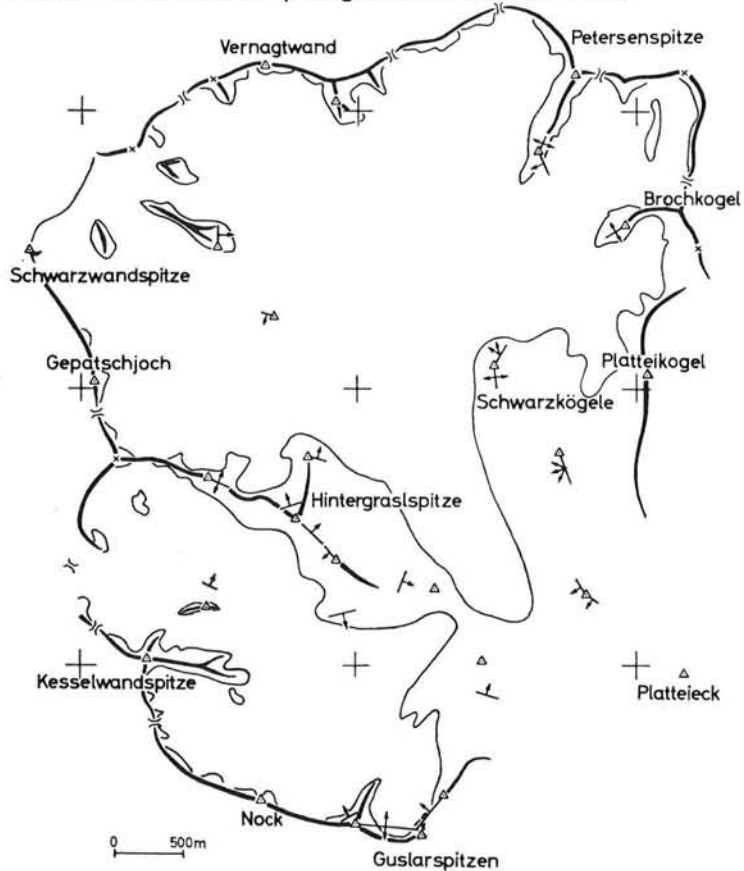 Vernagtwand
Petersenspitze
Brochkogel
Schwarzwandspitze
Gepatschjoch
Platteikogel
Schwarzkögele
Hintergraslspitze
Kesselwandspitze
Platteieck
Nock
0 500m
Guslarspitzen